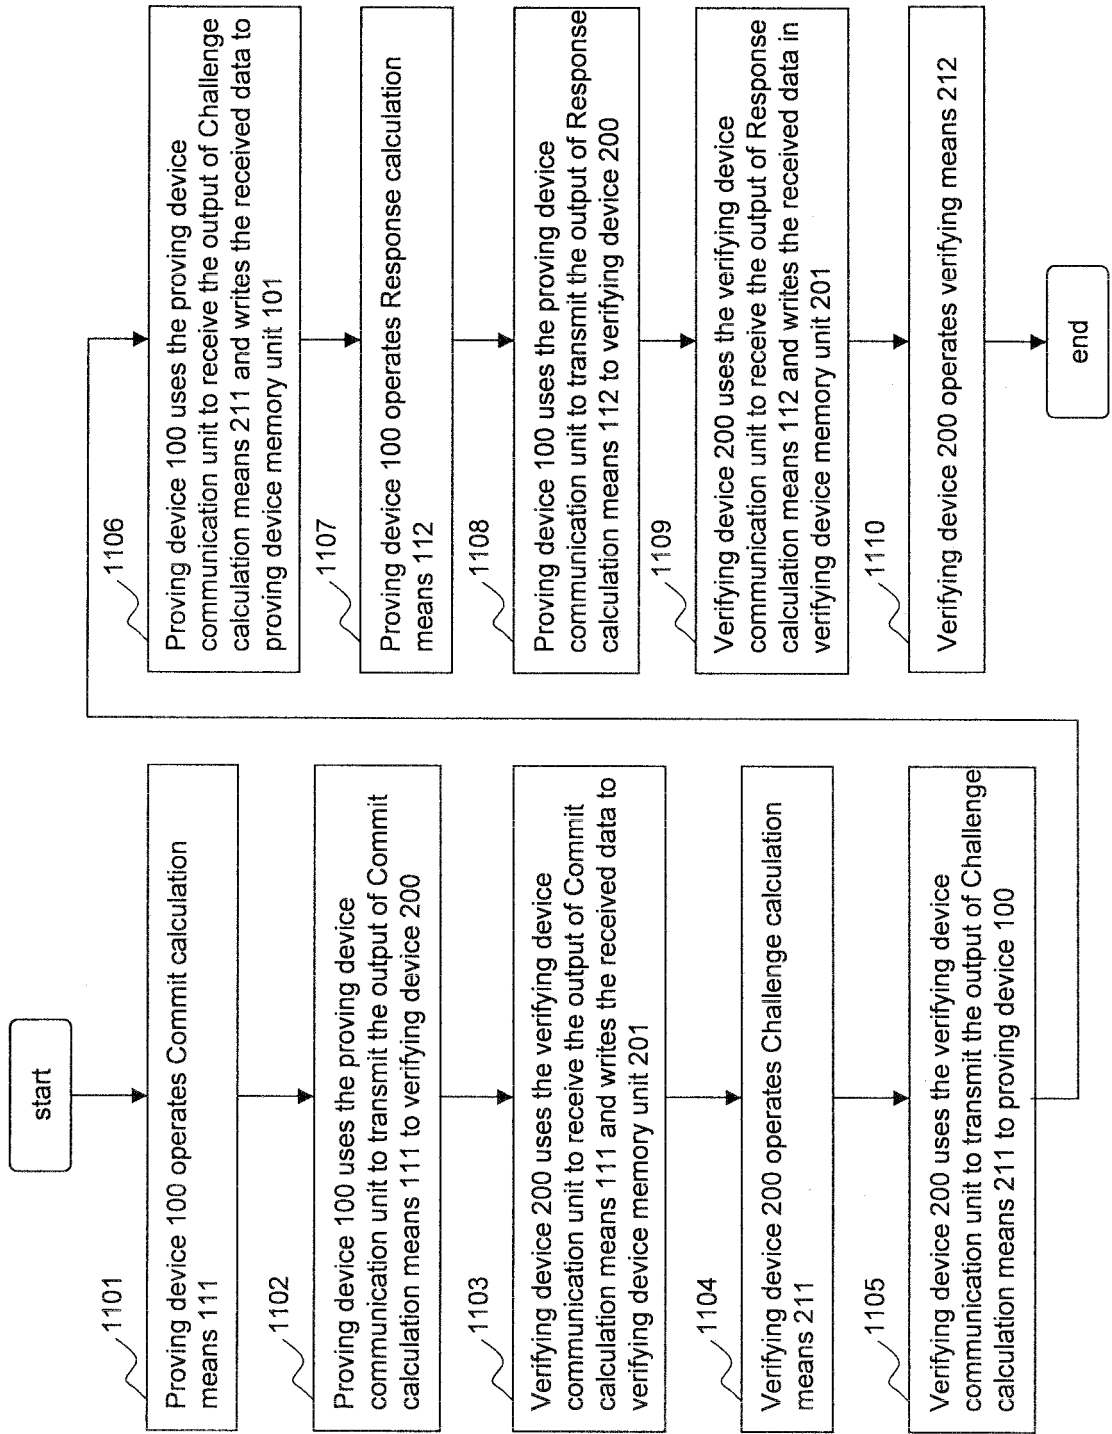 start
1101
Proving device 100 operates Commit calculation
means 111
1102
Proving device 100 uses the proving device
communication unit to transmit the output of Commit
calculation means 111 to verifying device 200
1103
Verifying device 200 uses the verifying device
communication unit to receive the output of Commit
calculation means 111 and writes the received data to
verifying device memory unit 201
1104
Verifying device 200 operates Challenge calculation
means 211
1105
Verifying device 200 uses the verifying device
communication unit to transmit the output of Challenge
calculation means 211 to proving device 100
1106
Proving device 100 uses the proving device
communication unit to receive the output of Challenge
calculation means 211 and writes the received data to
proving device memory unit 101
1107
Proving device 100 operates Response calculation
means 112
1108
Proving device 100 uses the proving device
communication unit to transmit the output of Response
calculation means 112 to verifying device 200
1109
Verifying device 200 uses the verifying device
communication unit to receive the output of Response
calculation means 112 and writes the received data in
verifying device memory unit 201
1110
Verifying device 200 operates verifying means 212
end